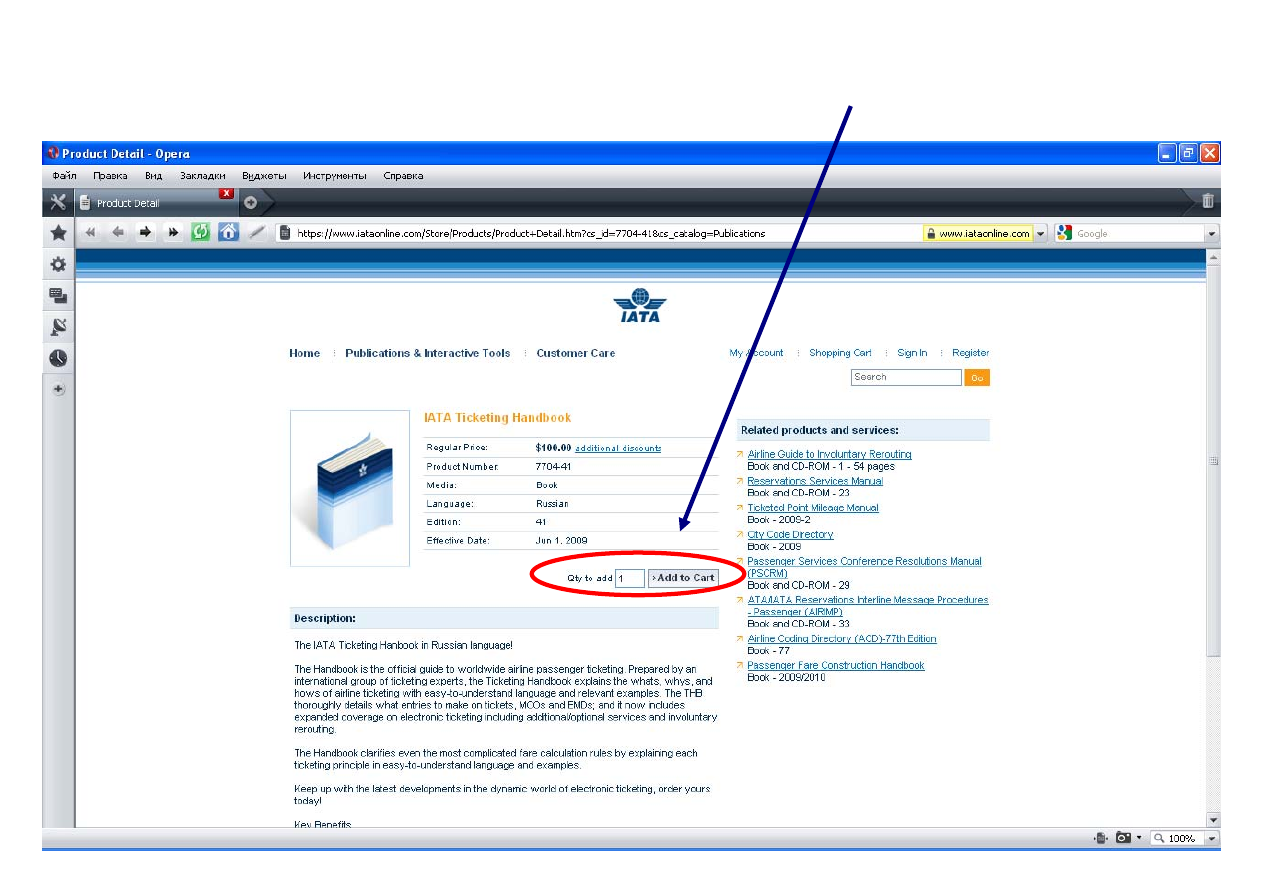 Product Detail - Opera
Файл Правка Вид Закладки Виджеты Инструменты Справка
Product Detail
https://www.iataonline.com/Store/Products/Product+Detail.htm?cs_id=7704-41&cs_catalog=Publications www.iataonline.com Google
IATA
Home Publications & Interactive Tools Customer Care My Account Shopping Cart Sign In Register
Search Go
IATA Ticketing Handbook
Regular Price: $100.00 additional discounts
Product Number: 7704-41
Media: Book
Language: Russian
Edition: 41
Effective Date: Jun 1, 2009
Qty to add 1 › Add to Cart
Description:
The IATA Ticketing Hanbook in Russian language!
The Handbook is the official guide to worldwide airline passenger ticketing. Prepared by an
international group of ticketing experts, the Ticketing Handbook explains the whats, whys, and
hows of airline ticketing with easy-to-understand language and relevant examples. The THB
thoroughly details what entries to make on tickets, MCOs and EMDs; and it now includes
expanded coverage on electronic ticketing including additional/optional services and involuntary
rerouting.
The Handbook clarifies even the most complicated fare calculation rules by explaining each
ticketing principle in easy-to-understand language and examples.
Keep up with the latest developments in the dynamic world of electronic ticketing, order yours
today!
Key Benefits
Related products and services:
Airline Guide to Involuntary Rerouting
Book and CD-ROM - 1 - 54 pages
Reservations Services Manual
Book and CD-ROM - 23
Ticketed Point Mileage Manual
Book - 2009-2
City Code Directory
Book - 2009
Passenger Services Conference Resolutions Manual
(PSCRM)
Book and CD-ROM - 29
ATA/IATA Reservations Interline Message Procedures
- Passenger (AIRIMP)
Book and CD-ROM - 33
Airline Coding Directory (ACD)-77th Edition
Book - 77
Passenger Fare Construction Handbook
Book - 2009/2010
100%